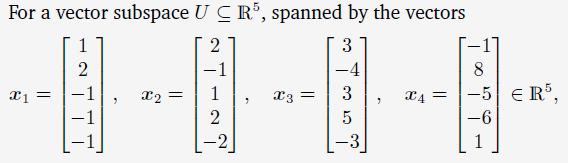 For a vector subspace U ⊆ ℝ⁵, spanned by the vectors
x₁ = [1 2 −1 −1 −1], x₂ = [2 −1 1 2 −2], x₃ = [3 −4 3 5 −3], x₄ = [−1 8 −5 −6 1] ∈ ℝ⁵,